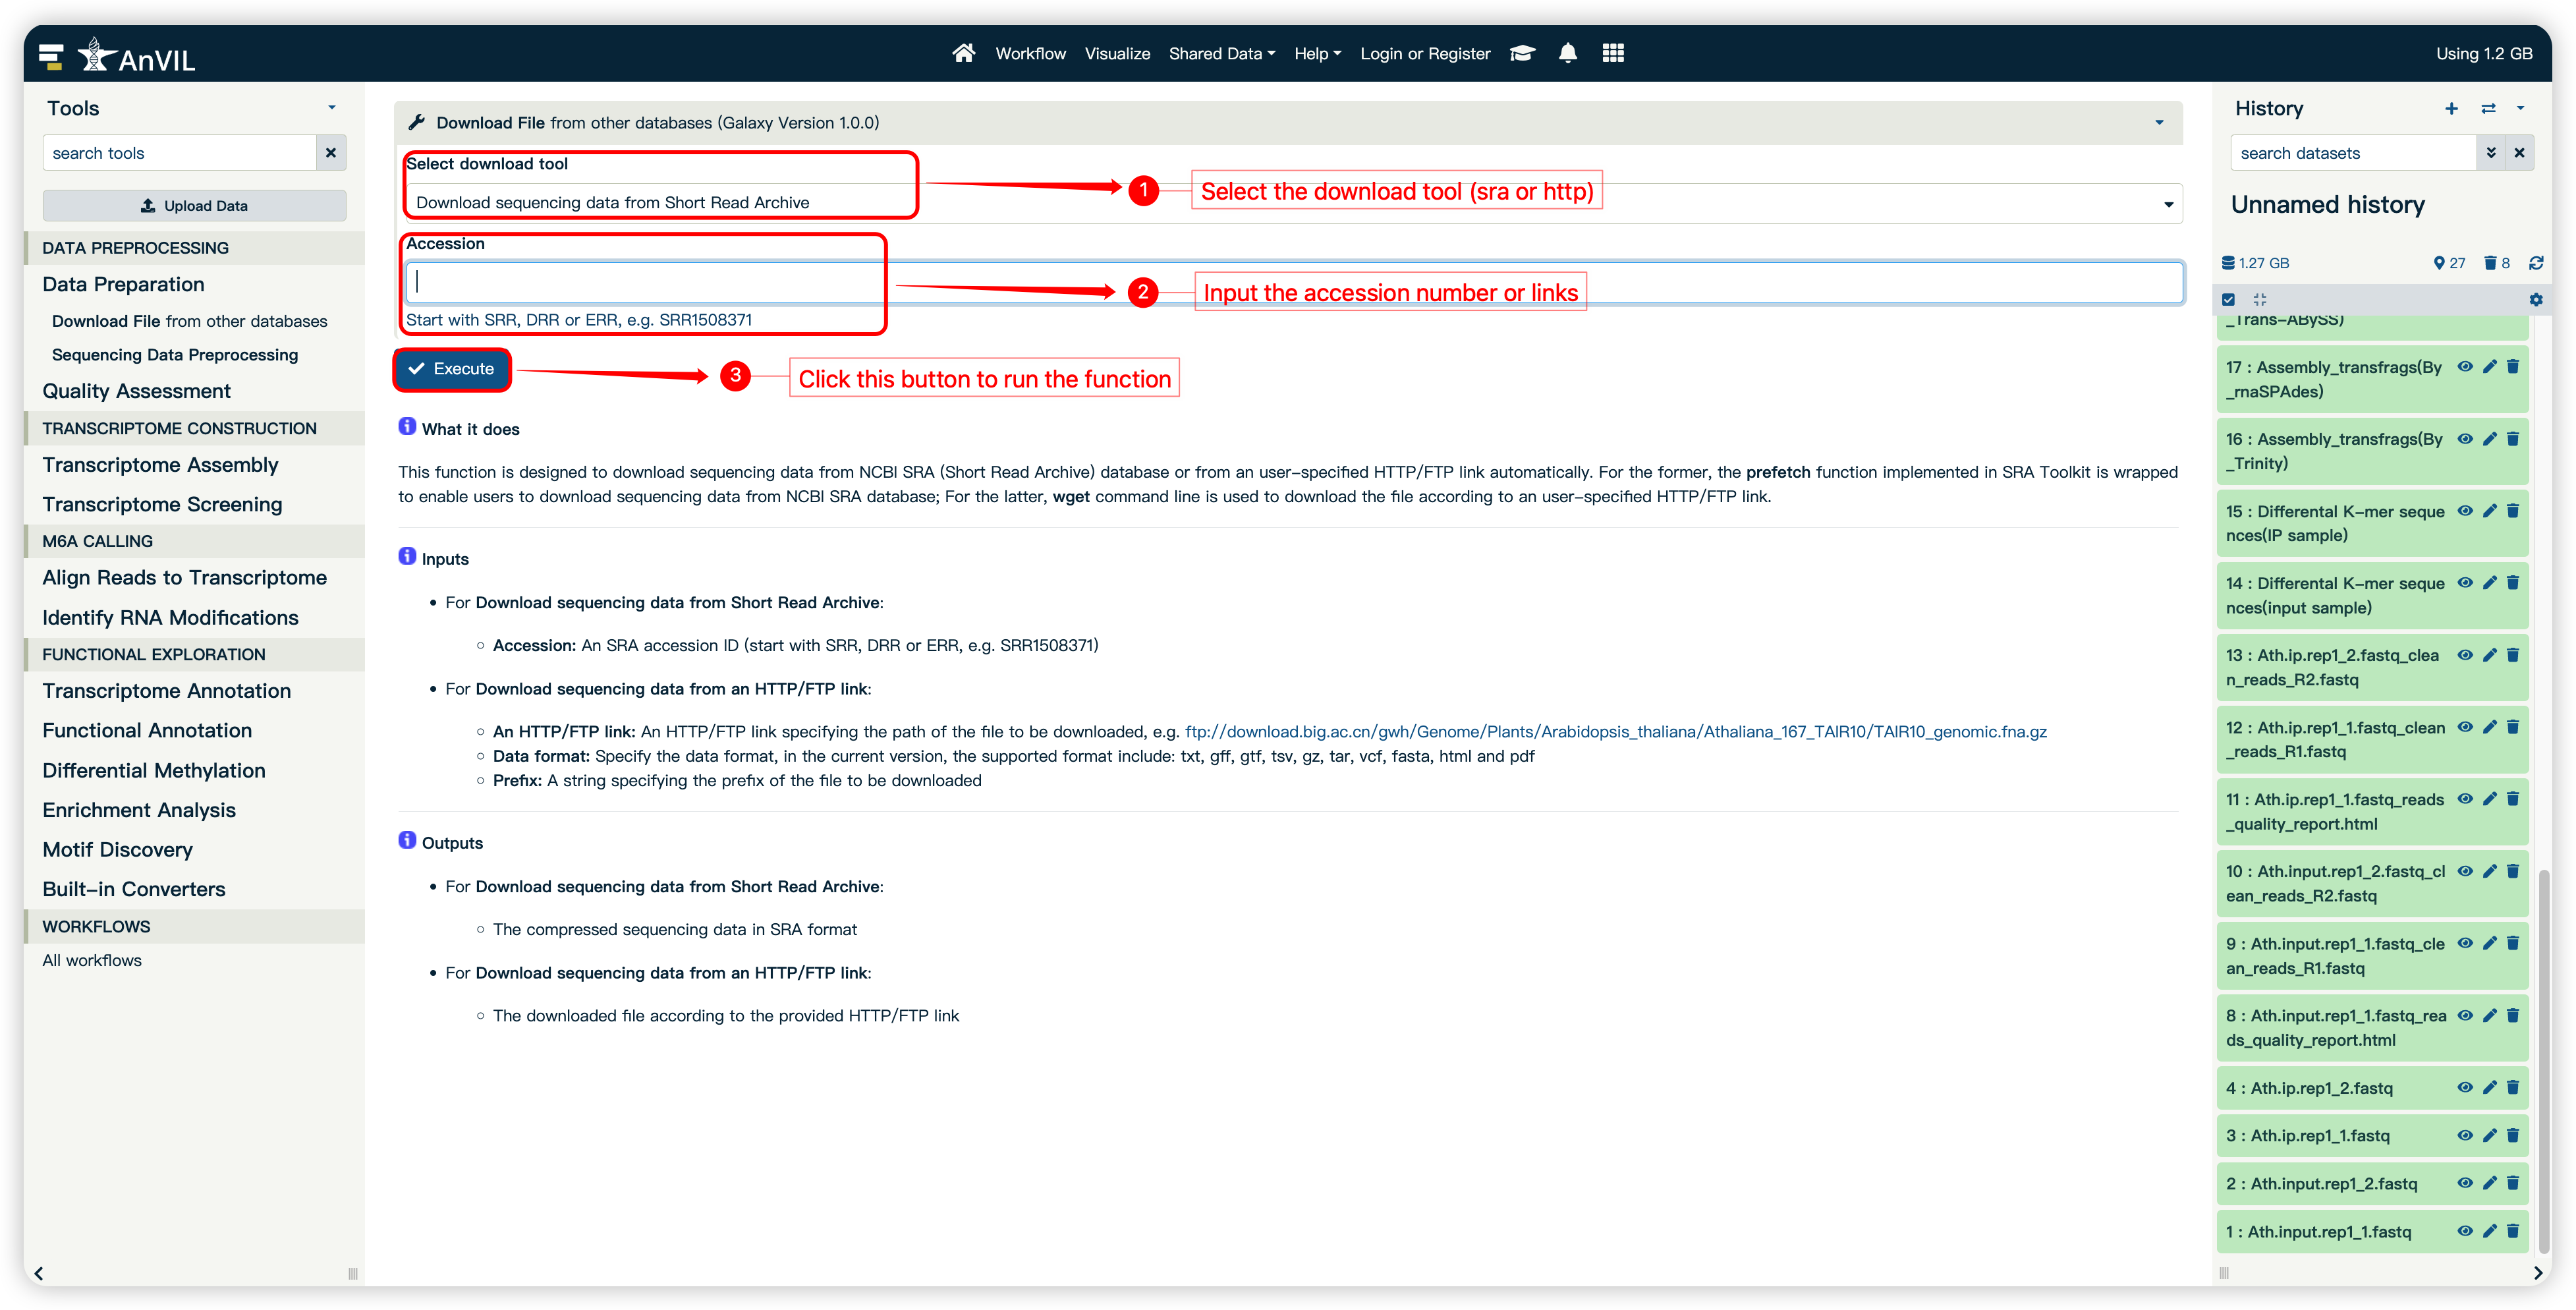 AnVIL
Workflow Visualize Shared Data Help Login or Register
Using 1.2 GB
Tools
search tools
Upload Data
DATA PREPROCESSING
Data Preparation
Download File from other databases
Sequencing Data Preprocessing
Quality Assessment
TRANSCRIPTOME CONSTRUCTION
Transcriptome Assembly
Transcriptome Screening
M6A CALLING
Align Reads to Transcriptome
Identify RNA Modifications
FUNCTIONAL EXPLORATION
Transcriptome Annotation
Functional Annotation
Differential Methylation
Enrichment Analysis
Motif Discovery
Built-in Converters
WORKFLOWS
All workflows
Download File from other databases (Galaxy Version 1.0.0)
Select download tool
Download sequencing data from Short Read Archive
1 Select the download tool (sra or http)
Accession
2 Input the accession number or links
Start with SRR, DRR or ERR, e.g. SRR1508371
Execute
3 Click this button to run the function
i What it does
This function is designed to download sequencing data from NCBI SRA (Short Read Archive) database or from an user-specified HTTP/FTP link automatically. For the former, the prefetch function implemented in SRA Toolkit is wrapped
to enable users to download sequencing data from NCBI SRA database; For the latter, wget command line is used to download the file according to an user-specified HTTP/FTP link.
i Inputs
• For Download sequencing data from Short Read Archive:
◦ Accession: An SRA accession ID (start with SRR, DRR or ERR, e.g. SRR1508371)
• For Download sequencing data from an HTTP/FTP link:
◦ An HTTP/FTP link: An HTTP/FTP link specifying the path of the file to be downloaded, e.g. ftp://download.big.ac.cn/gwh/Genome/Plants/Arabidopsis_thaliana/Athaliana_167_TAIR10/TAIR10_genomic.fna.gz
◦ Data format: Specify the data format, in the current version, the supported format include: txt, gff, gtf, tsv, gz, tar, vcf, fasta, html and pdf
◦ Prefix: A string specifying the prefix of the file to be downloaded
i Outputs
• For Download sequencing data from Short Read Archive:
◦ The compressed sequencing data in SRA format
• For Download sequencing data from an HTTP/FTP link:
◦ The downloaded file according to the provided HTTP/FTP link
History
search datasets
Unnamed history
1.27 GB 27 8
_Trans-ABySS)
17 : Assembly_transfrags(By
_rnaSPAdes)
16 : Assembly_transfrags(By
_Trinity)
15 : Differental K-mer seque
nces(IP sample)
14 : Differental K-mer seque
nces(input sample)
13 : Ath.ip.rep1_2.fastq_clea
n_reads_R2.fastq
12 : Ath.ip.rep1_1.fastq_clean
_reads_R1.fastq
11 : Ath.ip.rep1_1.fastq_reads
_quality_report.html
10 : Ath.input.rep1_2.fastq_cl
ean_reads_R2.fastq
9 : Ath.input.rep1_1.fastq_cle
an_reads_R1.fastq
8 : Ath.input.rep1_1.fastq_rea
ds_quality_report.html
4 : Ath.ip.rep1_2.fastq
3 : Ath.ip.rep1_1.fastq
2 : Ath.input.rep1_2.fastq
1 : Ath.input.rep1_1.fastq